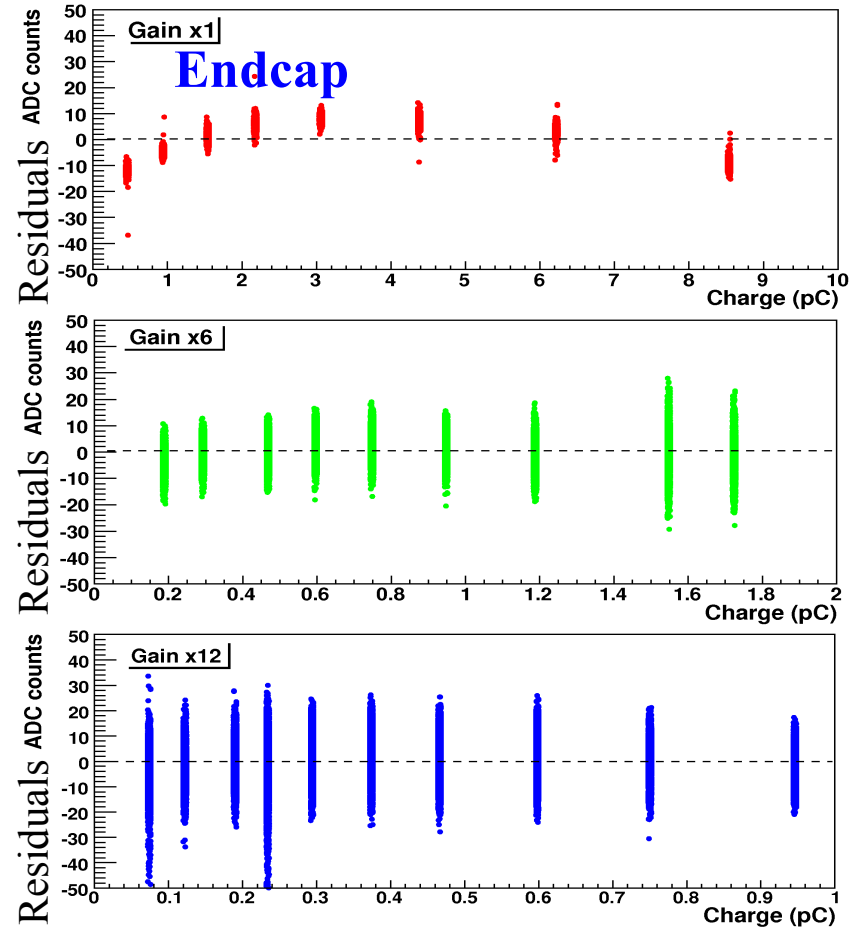 Gain x1
Endcap
Residuals ADC counts
50
40
30
20
10
0
-10
-20
-30
-40
-50
0 1 2 3 4 5 6 7 8 9 10
Charge (pC)
Gain x6
Residuals ADC counts
50
40
30
20
10
0
-10
-20
-30
-40
-50
0 0.2 0.4 0.6 0.8 1 1.2 1.4 1.6 1.8 2
Charge (pC)
Gain x12
Residuals ADC counts
50
40
30
20
10
0
-10
-20
-30
-40
-50
0 0.1 0.2 0.3 0.4 0.5 0.6 0.7 0.8 0.9 1
Charge (pC)